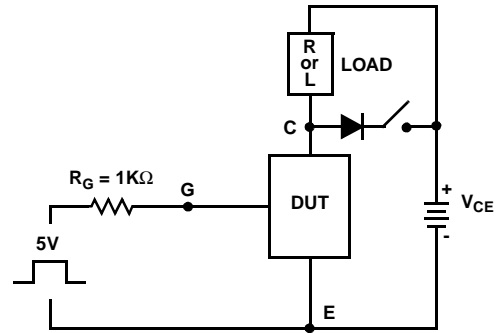 R
or
L
LOAD
C
R_G = 1KΩ
G
DUT
5V
+
V_CE
-
E